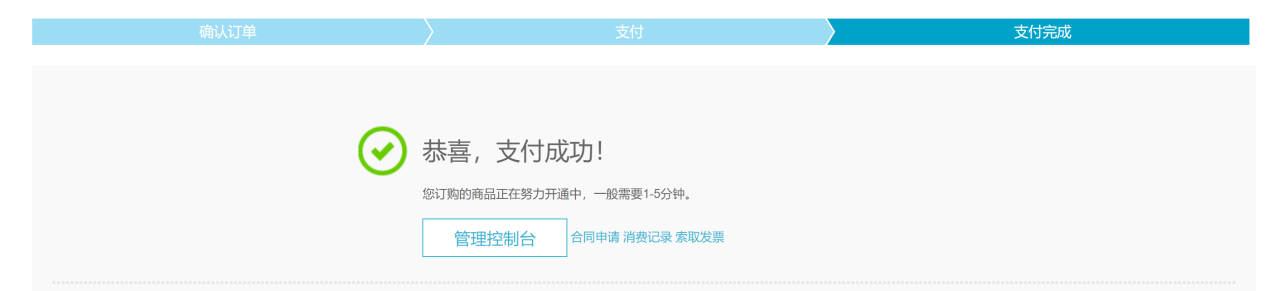 确认订单 支付 支付完成
恭喜，支付成功！
您订购的商品正在努力开通中，一般需要1-5分钟。
管理控制台 合同申请 消费记录 索取发票